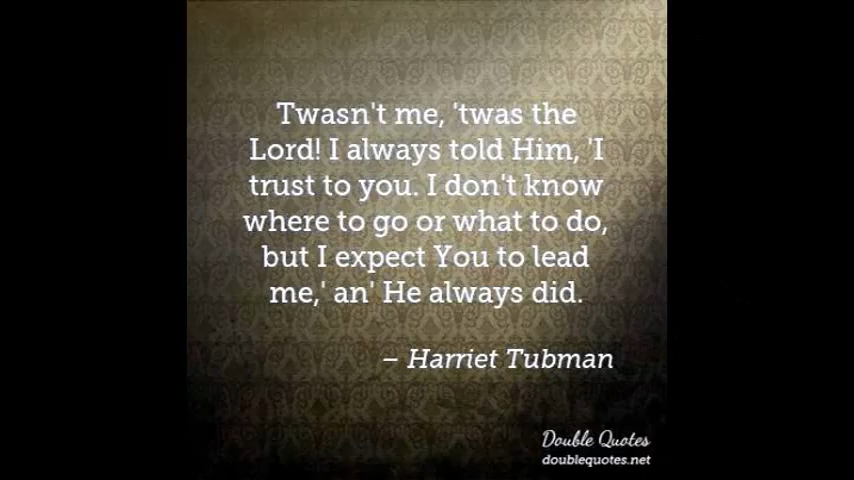 Twasn't me, 'twas the
Lord! I always told Him, 'I
trust to you. I don't know
where to go or what to do,
but I expect You to lead
me,' an' He always did.
– Harriet Tubman
Double Quotes
doublequotes.net